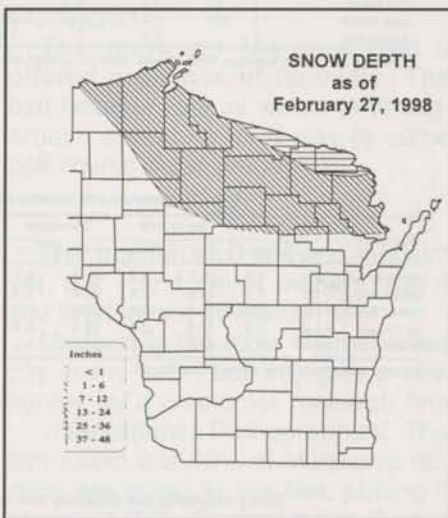 SNOW DEPTH
as of
February 27, 1998
Inches
< 1
1 - 6
7 - 12
13 - 24
25 - 36
37 - 48